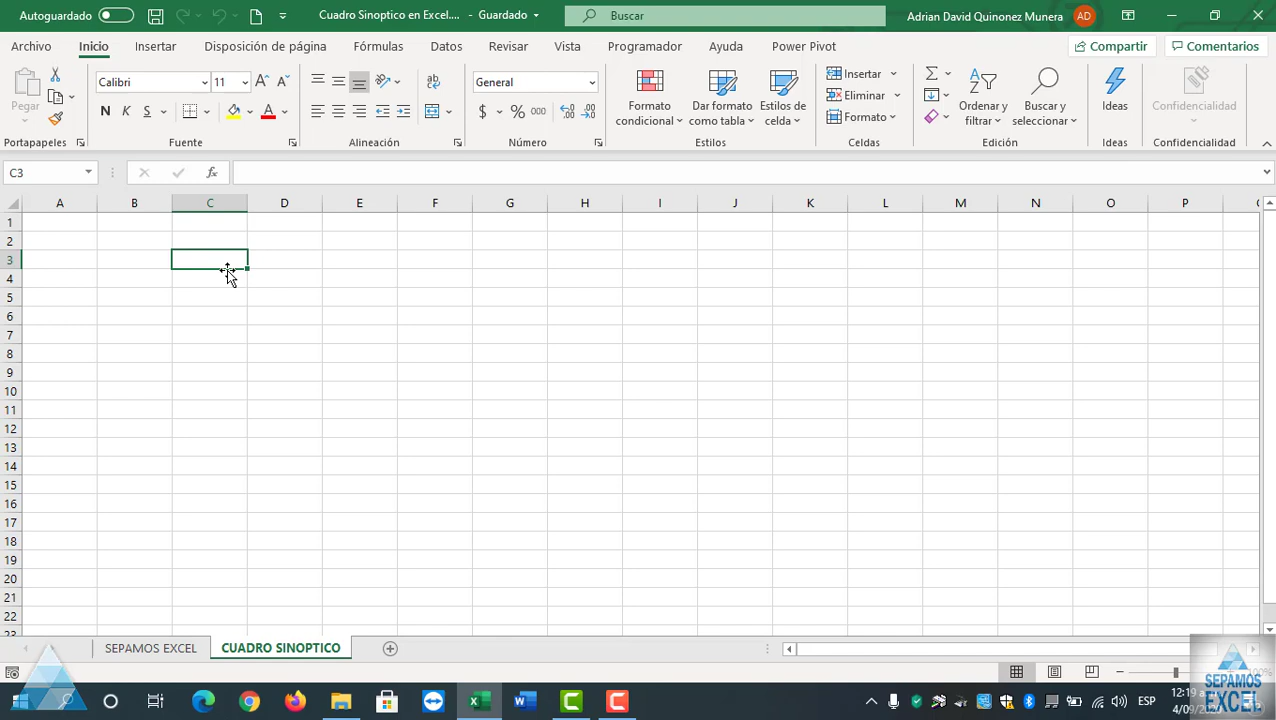 Autoguardado
Cuadro Sinoptico en Excel.... - Guardado
Buscar
Adrian David Quinonez Munera
AD
Archivo
Inicio
Insertar
Disposición de página
Fórmulas
Datos
Revisar
Vista
Programador
Ayuda
Power Pivot
Compartir
Comentarios
Pegar
Portapapeles
Calibri
11
N K S
Fuente
Alineación
General
$ % 000
Número
Formato condicional
Dar formato como tabla
Estilos de celda
Estilos
Insertar
Eliminar
Formato
Celdas
Ordenar y filtrar
Buscar y seleccionar
Edición
Ideas
Ideas
Confidencialidad
Confidencialidad
C3
fx
A B C D E F G H I J K L M N O P
1
2
3
4
5
6
7
8
9
10
11
12
13
14
15
16
17
18
19
20
21
22
23
SEPAMOS EXCEL
CUADRO SINOPTICO
ESP
12:19 a.
4/09/20
SEPAMOS
EXCEL